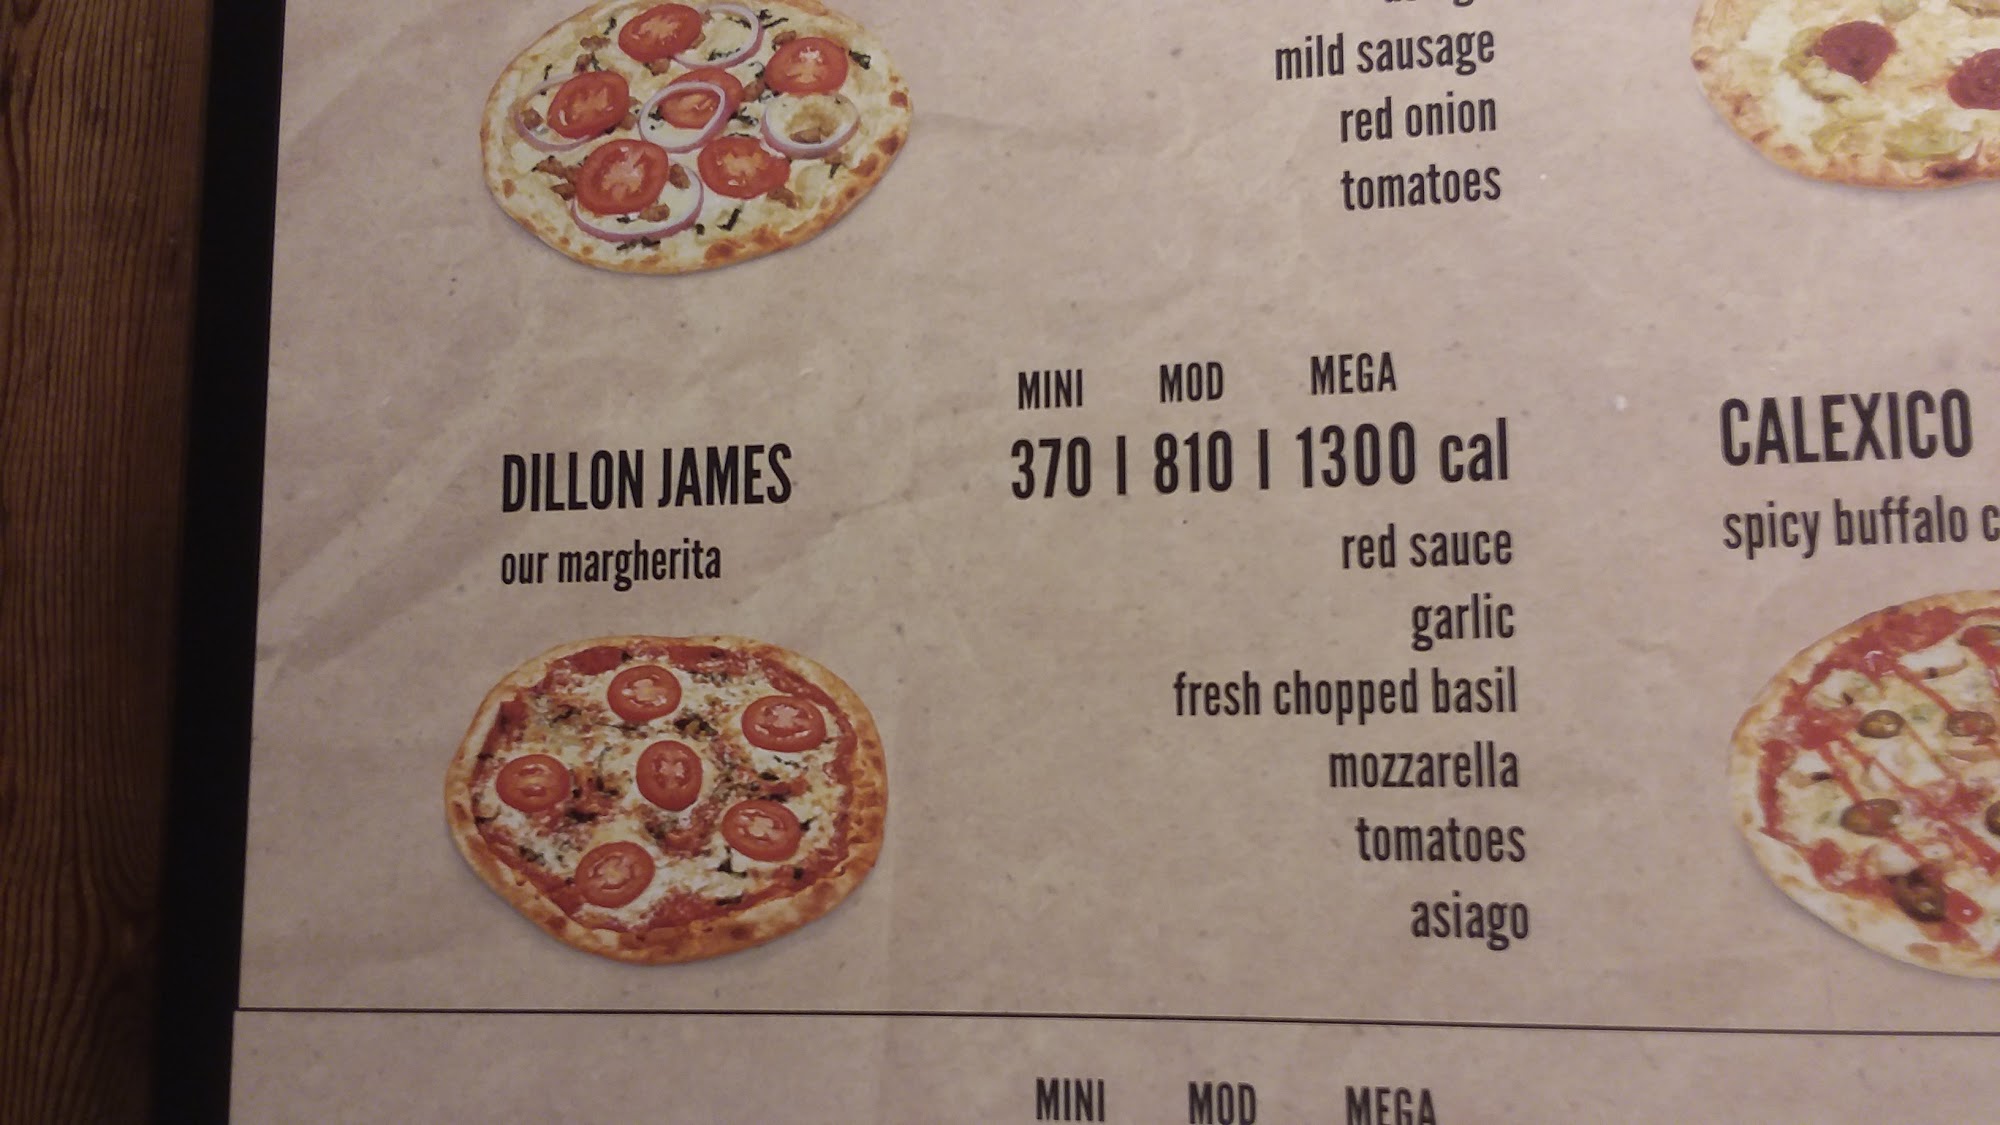 mild sausage
red onion
tomatoes
MINI MOD MEGA
DILLON JAMES 370 | 810 | 1300 cal
our margherita
red sauce
garlic
fresh chopped basil
mozzarella
tomatoes
asiago
CALEXICO
spicy buffalo
MINI MOD MEGA